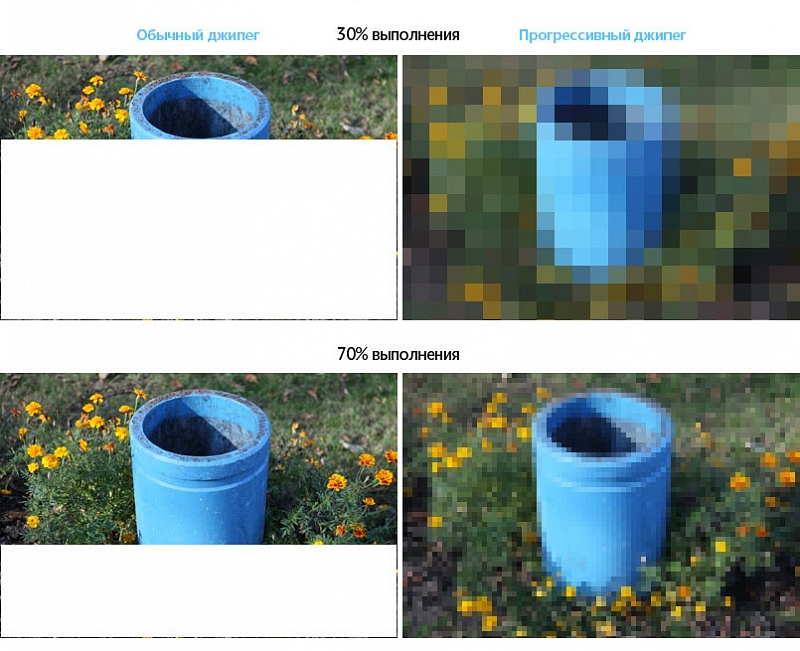 Обычный джипег
30% выполнения
Прогрессивный джипег
70% выполнения